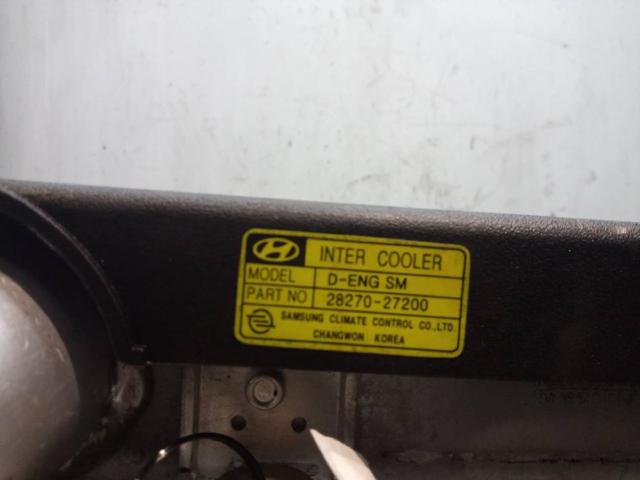 INTER COOLER
MODEL D-ENG SM
PART NO 28270-27200
SAMSUNG CLIMATE CONTROL CO.,LTD.
CHANGWON KOREA